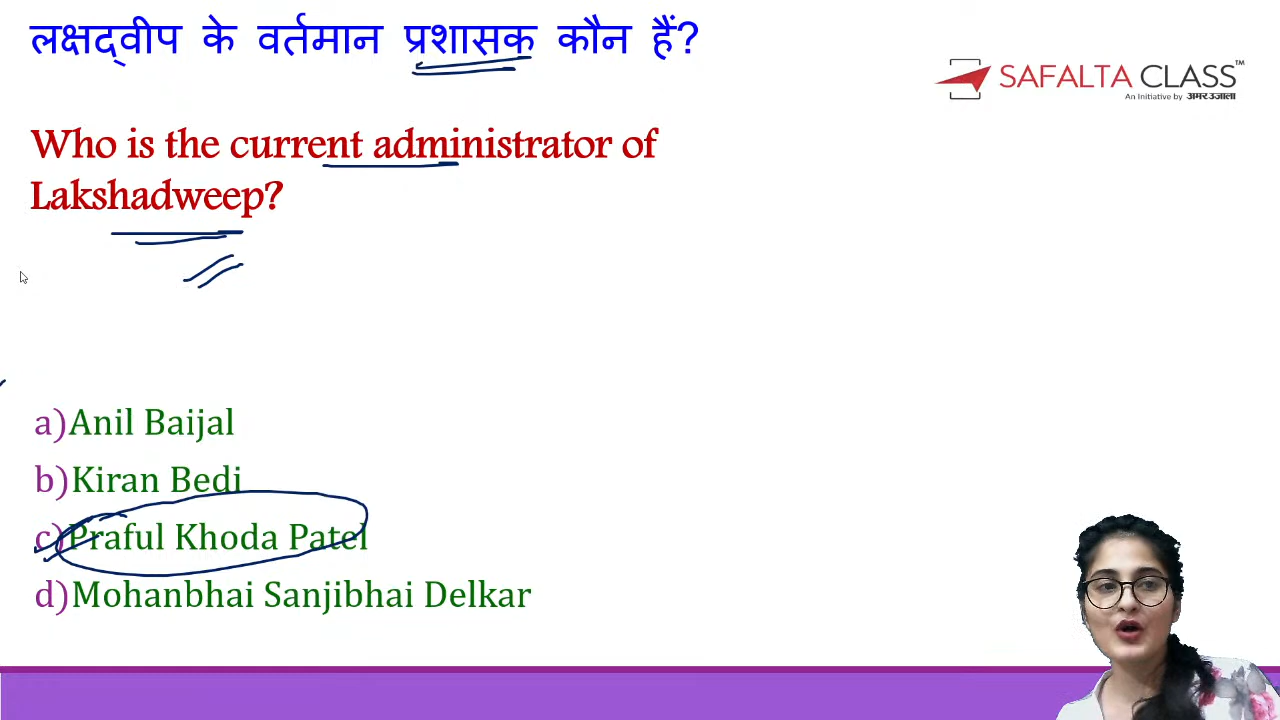 लक्षद्वीप के वर्तमान प्रशासक कौन हैं?
SAFALTA CLASS™
An Initiative by अमर उजाला
Who is the current administrator of
Lakshadweep?
a)Anil Baijal
b)Kiran Bedi
c)Praful Khoda Patel
d)Mohanbhai Sanjibhai Delkar